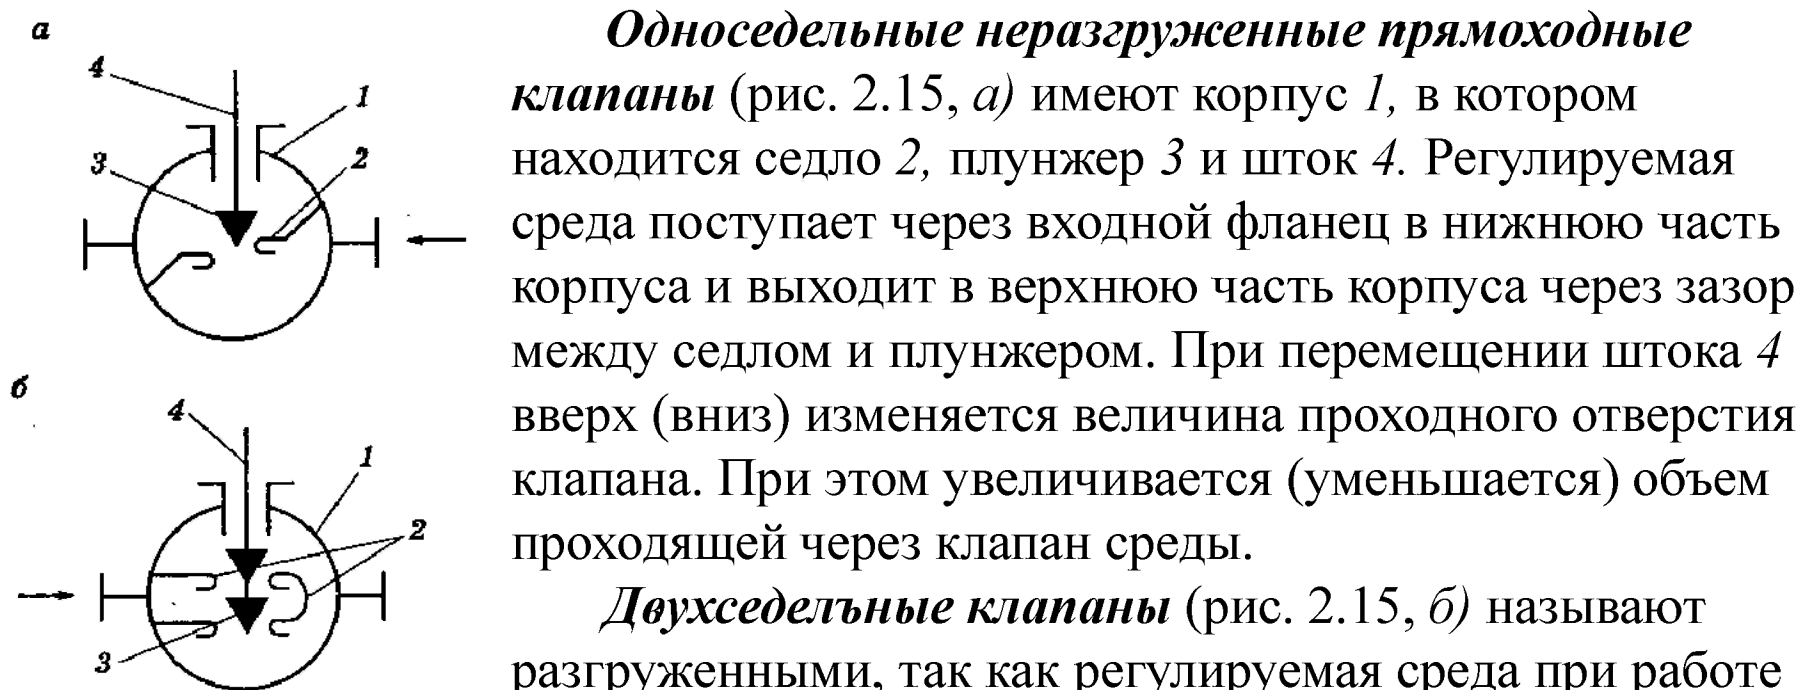 а
4
1
3
2
б
4
1
2
3
Односедельные неразгруженные прямоходные
клапаны (рис. 2.15, а) имеют корпус 1, в котором
находится седло 2, плунжер 3 и шток 4. Регулируемая
среда поступает через входной фланец в нижнюю часть
корпуса и выходит в верхнюю часть корпуса через зазор
между седлом и плунжером. При перемещении штока 4
вверх (вниз) изменяется величина проходного отверстия
клапана. При этом увеличивается (уменьшается) объем
проходящей через клапан среды.
Двухседелъные клапаны (рис. 2.15, б) называют
разгруженными, так как регулируемая среда при работе